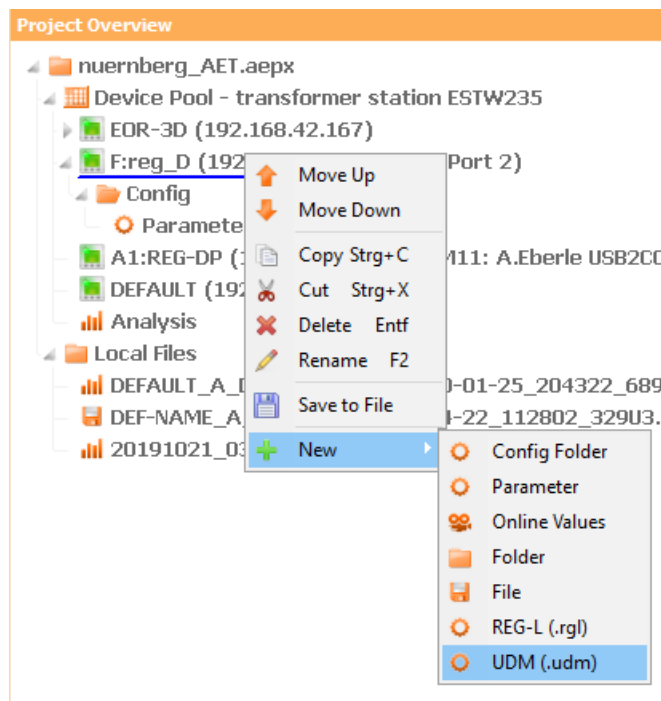 Project Overview
nuernberg_AET.aepx
Device Pool - transformer station ESTW235
EOR-3D (192.168.42.167)
F:reg_D (192 Port 2)
Move Up
Config
Move Down
Paramete
A1:REG-DP (1 M11: A.Eberle USB2CO
Copy Strg+C
DEFAULT (192
Cut Strg+X
Analysis
Delete Entf
Local Files
Rename F2
DEFAULT_A_D 0-01-25_204322_689
DEF-NAME_A_ 4-22_112802_329U3.
Save to File
20191021_03
New
Config Folder
Parameter
Online Values
Folder
File
REG-L (.rgl)
UDM (.udm)